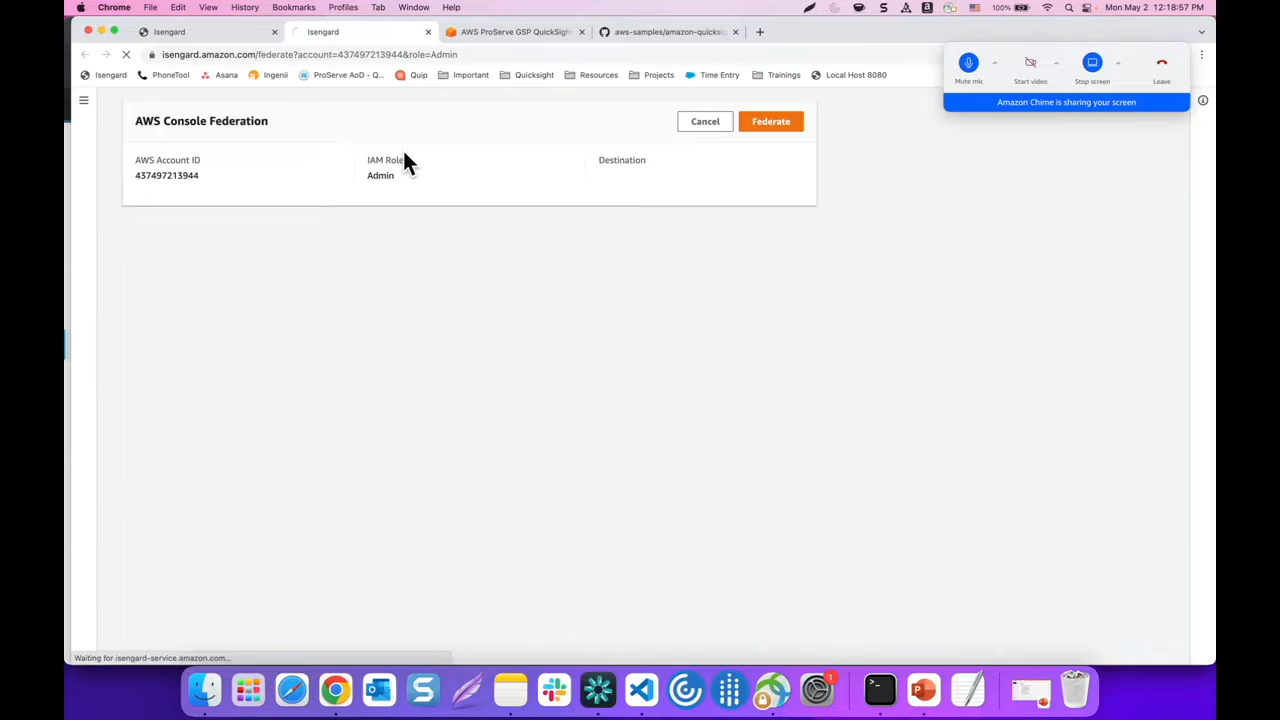 Chrome File Edit View History Bookmarks Profiles Tab Window Help 100% Mon May 2 12:18:57 PM
Isengard
Isengard
AWS ProServe GSP QuickSigh
aws-samples/amazon-quicksig
isengard.amazon.com/federate?account=437497213944&role=Admin
Isengard PhoneTool Asana Ingenii ProServe AoD - Q... Quip Important Quicksight Resources Projects Time Entry Trainings Local Host 8080
Mute mic Start video Stop screen Leave
Amazon Chime is sharing your screen
AWS Console Federation
Cancel Federate
AWS Account ID IAM Role Destination
437497213944 Admin
Waiting for isengard-service.amazon.com...
1